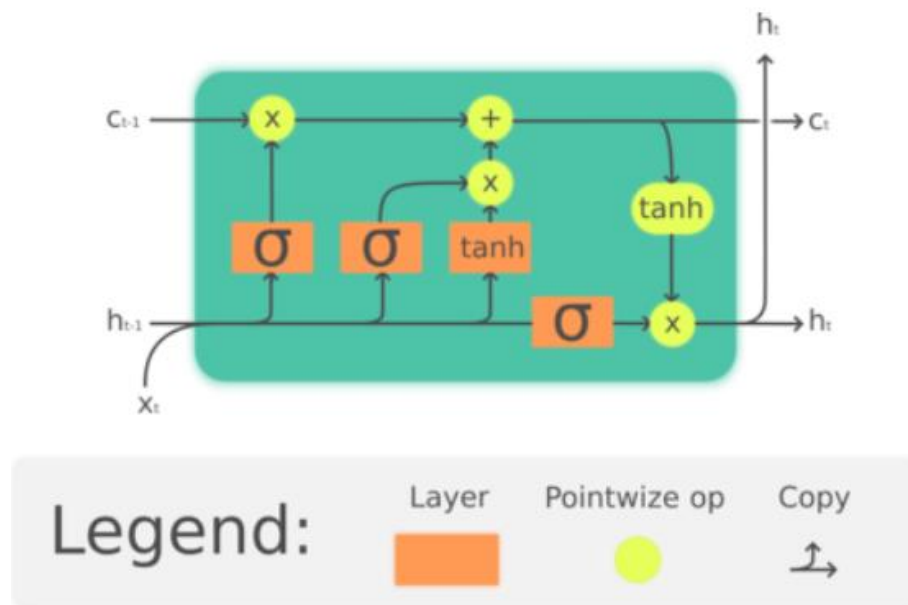 hₜ
cₜ₋₁ x + cₜ
x
tanh
σ σ tanh
hₜ₋₁ σ x hₜ
xₜ
Layer Pointwize op Copy
Legend: